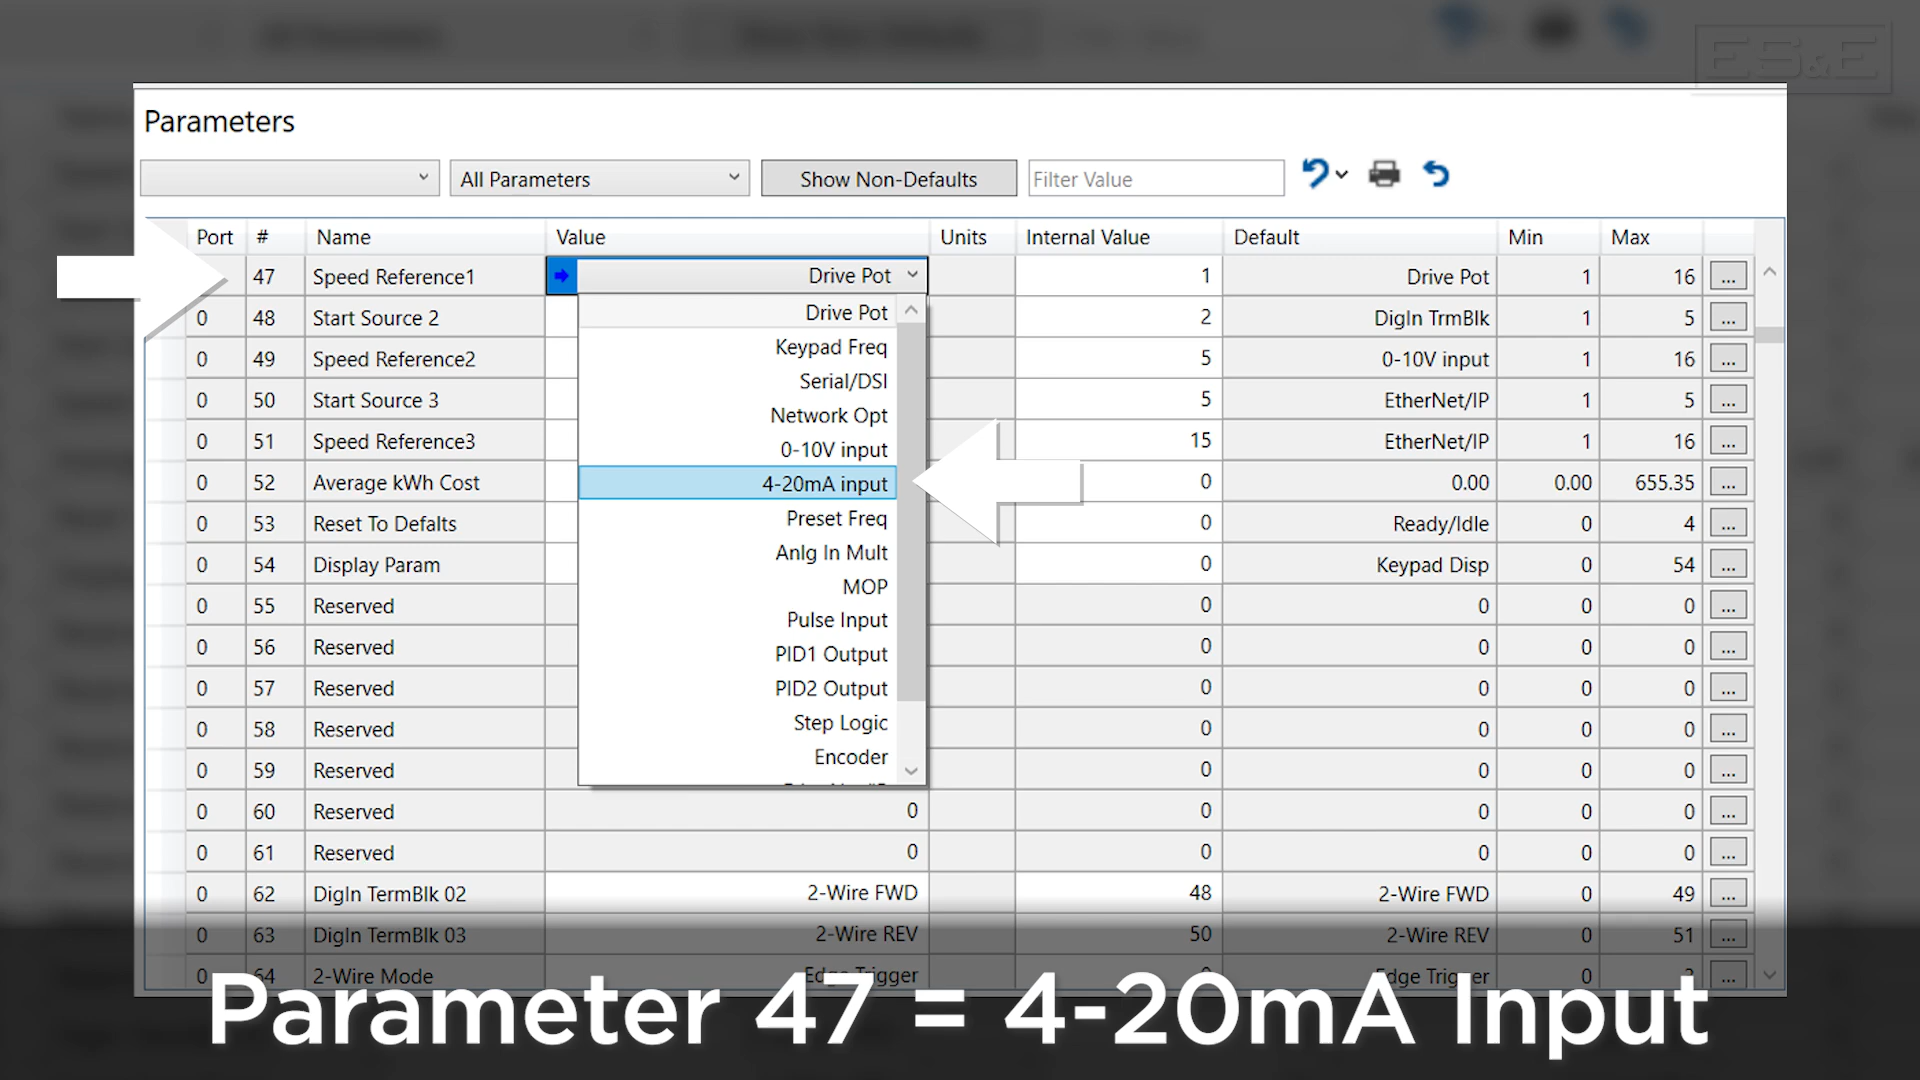 ES&E
Parameters
All Parameters Show Non-Defaults Filter Value
Port # Name Value Units Internal Value Default Min Max
47 Speed Reference1 Drive Pot 1 Drive Pot 1 16 ...
0 48 Start Source 2 2 DigIn TrmBlk 1 5 ...
0 49 Speed Reference2 5 0-10V input 1 16 ...
0 50 Start Source 3 5 EtherNet/IP 1 5 ...
0 51 Speed Reference3 15 EtherNet/IP 1 16 ...
0 52 Average kWh Cost 0 0.00 0.00 655.35 ...
0 53 Reset To Defalts 0 Ready/Idle 0 4 ...
0 54 Display Param 0 Keypad Disp 0 54 ...
0 55 Reserved 0 0 0 0 ...
0 56 Reserved 0 0 0 0 ...
0 57 Reserved 0 0 0 0 ...
0 58 Reserved 0 0 0 0 ...
0 59 Reserved 0 0 0 0 ...
0 60 Reserved 0 0 0 0 0 ...
0 61 Reserved 0 0 0 0 0 ...
0 62 DigIn TermBlk 02 2-Wire FWD 48 2-Wire FWD 0 49 ...
0 63 DigIn TermBlk 03 2-Wire REV 50 2-Wire REV 0 51 ...
0 64 2-Wire Mode Edge Trigger Edge Trigger 0 ...
Drive Pot
Keypad Freq
Serial/DSI
Network Opt
0-10V input
4-20mA input
Preset Freq
Anlg In Mult
MOP
Pulse Input
PID1 Output
PID2 Output
Step Logic
Encoder
Parameter 47 = 4-20mA Input